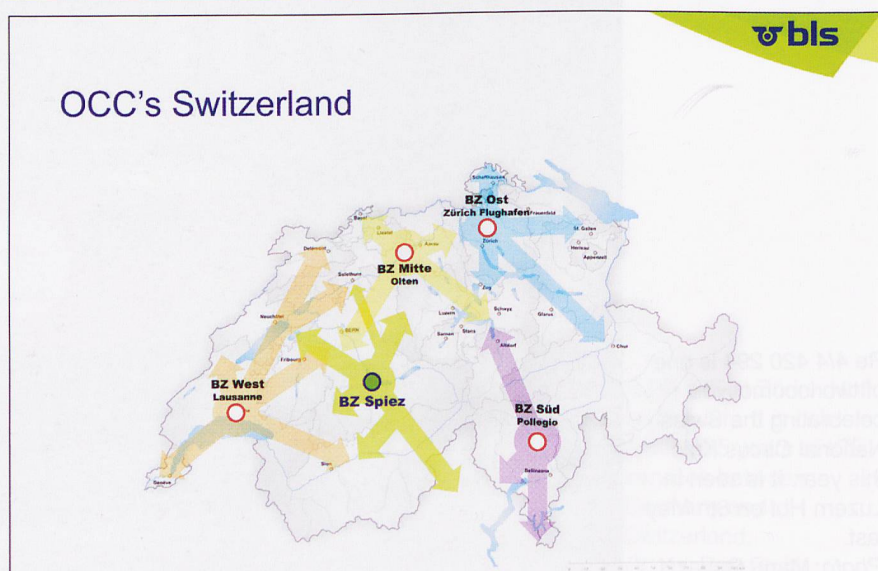 bls
OCC's Switzerland
Schaffhausen
BZ Ost
Zürich Flughafen
Frauenfeld
Basel
Liestal
Aarau
St. Gallen
Herisau
Appenzell
Zürich
Delémont
BZ Mitte
Olten
Solothurn
Zug
Luzern
Schwyz
Glarus
Neuchâtel
BERN
Sarnen
Stans
Altdorf
Chur
Fribourg
BZ West
Lausanne
BZ Spiez
BZ Süd
Pollegio
Sion
Bellinzona
Genève